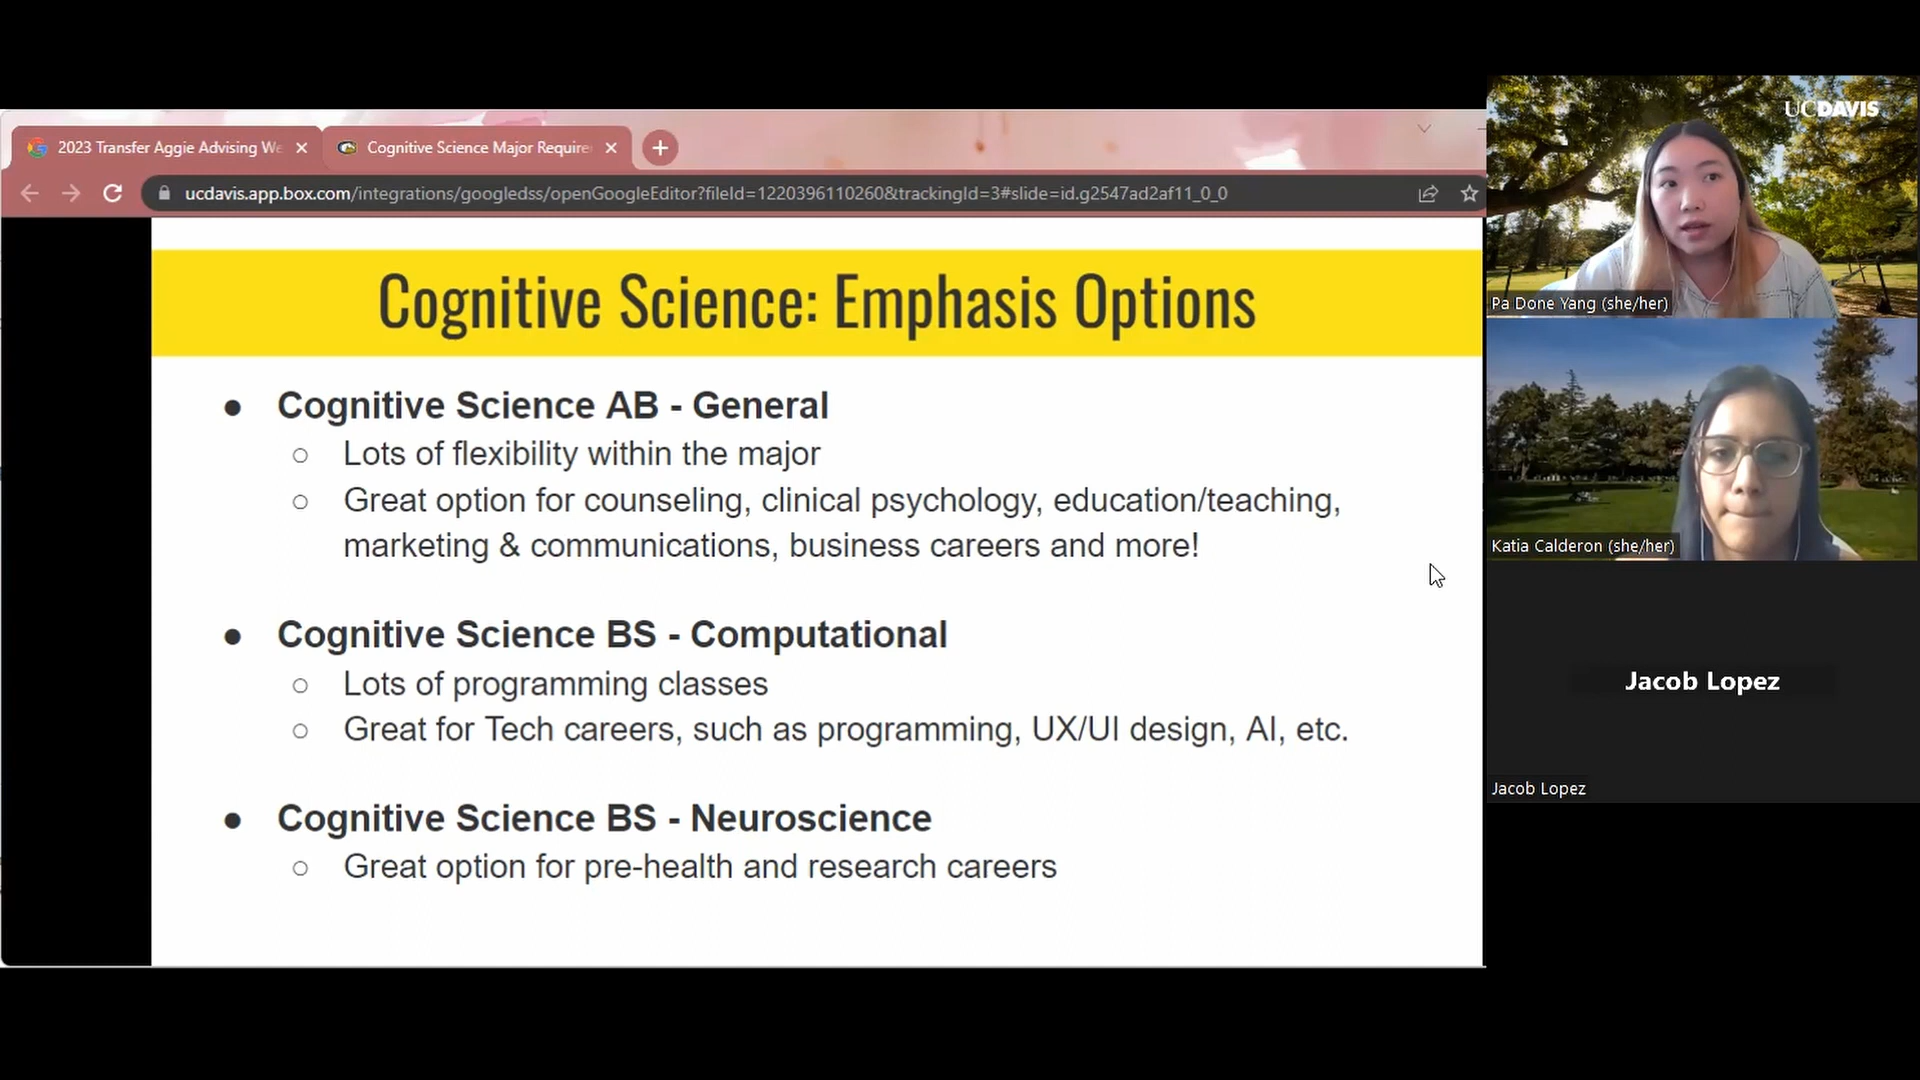 2023 Transfer Aggie Advising We
Cognitive Science Major Require
ucdavis.app.box.com/integrations/googledss/openGoogleEditor?fileId=1220396110260&trackingId=3#slide=id.g2547ad2af11_0_0
Cognitive Science: Emphasis Options
● Cognitive Science AB - General
○ Lots of flexibility within the major
○ Great option for counseling, clinical psychology, education/teaching,
marketing & communications, business careers and more!
● Cognitive Science BS - Computational
○ Lots of programming classes
○ Great for Tech careers, such as programming, UX/UI design, AI, etc.
● Cognitive Science BS - Neuroscience
○ Great option for pre-health and research careers
UCDAVIS
Pa Done Yang (she/her)
Katia Calderon (she/her)
Jacob Lopez
Jacob Lopez